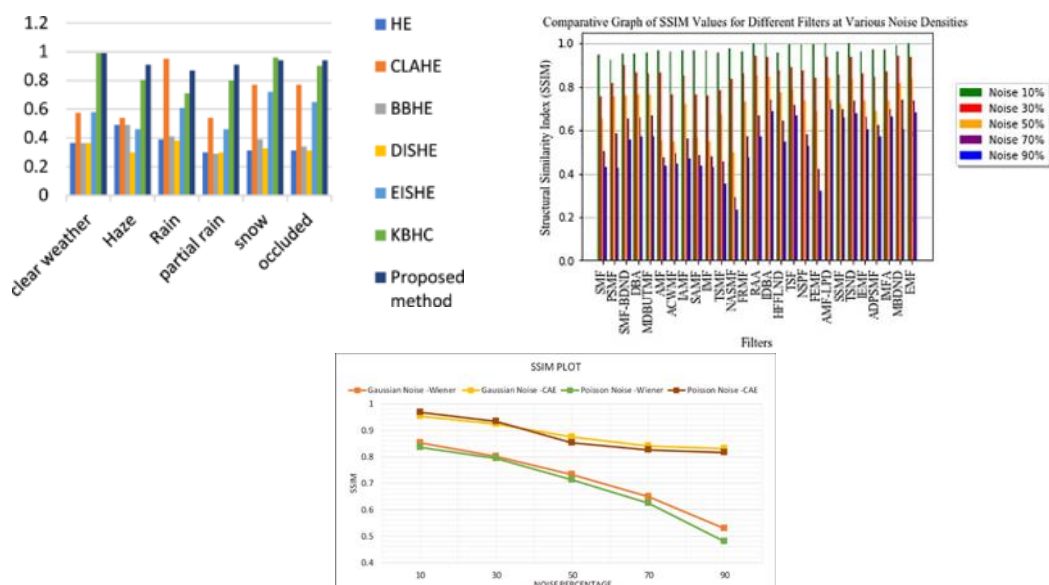 1.2
1
0.8
0.6
0.4
0.2
0
clear weather
Haze
Rain
partial rain
snow
occluded
HE
CLAHE
BBHE
DISHE
EISHE
KBHC
Proposed
method
Comparative Graph of SSIM Values for Different Filters at Various Noise Densities
Structural Similarity Index (SSIM)
1.0
0.8
0.6
0.4
0.2
0.0
SMF
PSMF
SMF-BDND
DBA
MDBUTMF
AMF
ACWMF
IAMF
SAMF
IMF
TSMF
NASMF
FRMF
RAA
IDBA
HFFLND
TSF
NSPF
FEMF
AMF-LPD
SSMF
TSND
IEMF
ADPSMF
IMFA
MBDND
EMF
Filters
Noise 10%
Noise 30%
Noise 50%
Noise 70%
Noise 90%
SSIM PLOT
Gaussian Noise -Wiener Gaussian Noise -CAE Poisson Noise -Wiener Poisson Noise -CAE
SSIM
1
0.9
0.8
0.7
0.6
0.5
0.4
10 30 50 70 90
NOISE PERCENTAGE